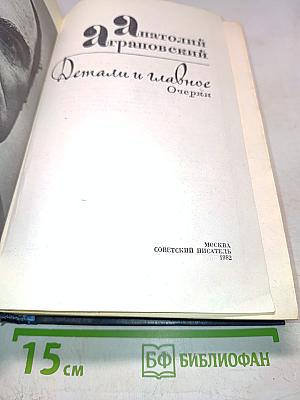 Анатолий
Аграновский
Детали и главное
Очерки
МОСКВА
СОВЕТСКИЙ ПИСАТЕЛЬ
1982
15 см
БФ БИБЛИОФАН